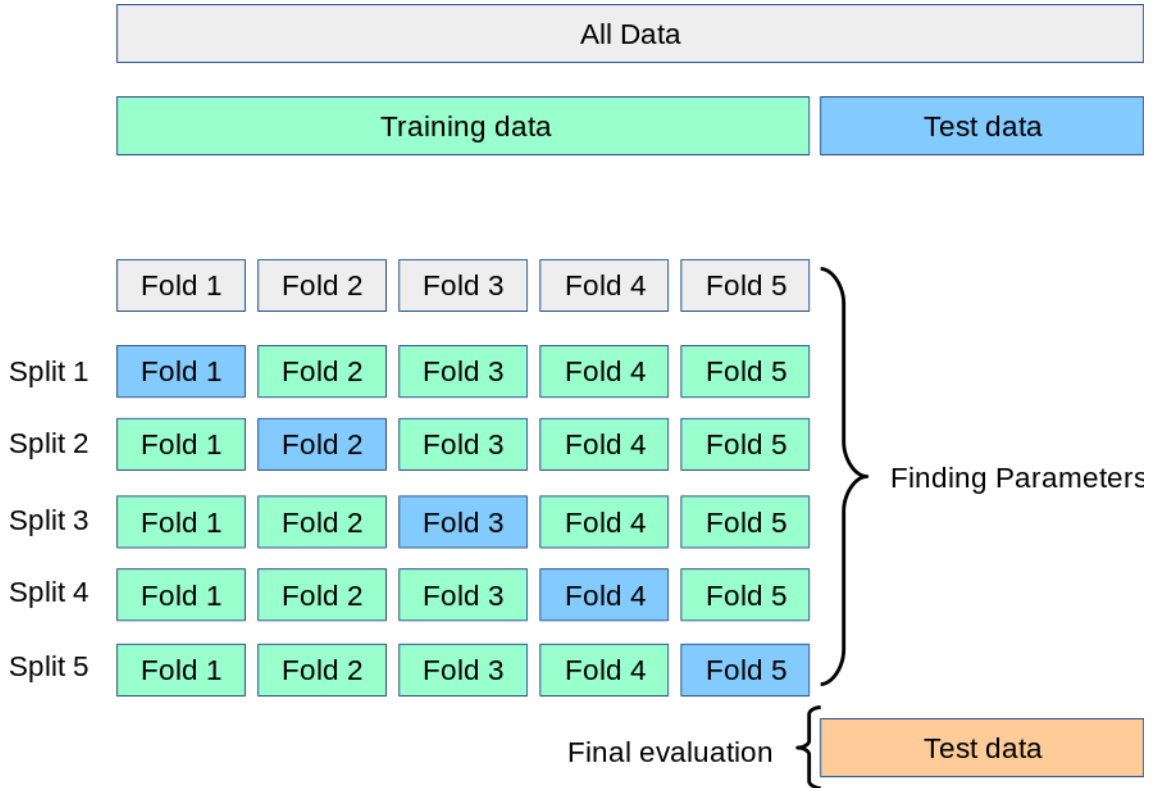 All Data
Training data Test data
Fold 1 Fold 2 Fold 3 Fold 4 Fold 5
Split 1 Fold 1 Fold 2 Fold 3 Fold 4 Fold 5
Split 2 Fold 1 Fold 2 Fold 3 Fold 4 Fold 5
Finding Parameters
Split 3 Fold 1 Fold 2 Fold 3 Fold 4 Fold 5
Split 4 Fold 1 Fold 2 Fold 3 Fold 4 Fold 5
Split 5 Fold 1 Fold 2 Fold 3 Fold 4 Fold 5
Final evaluation Test data